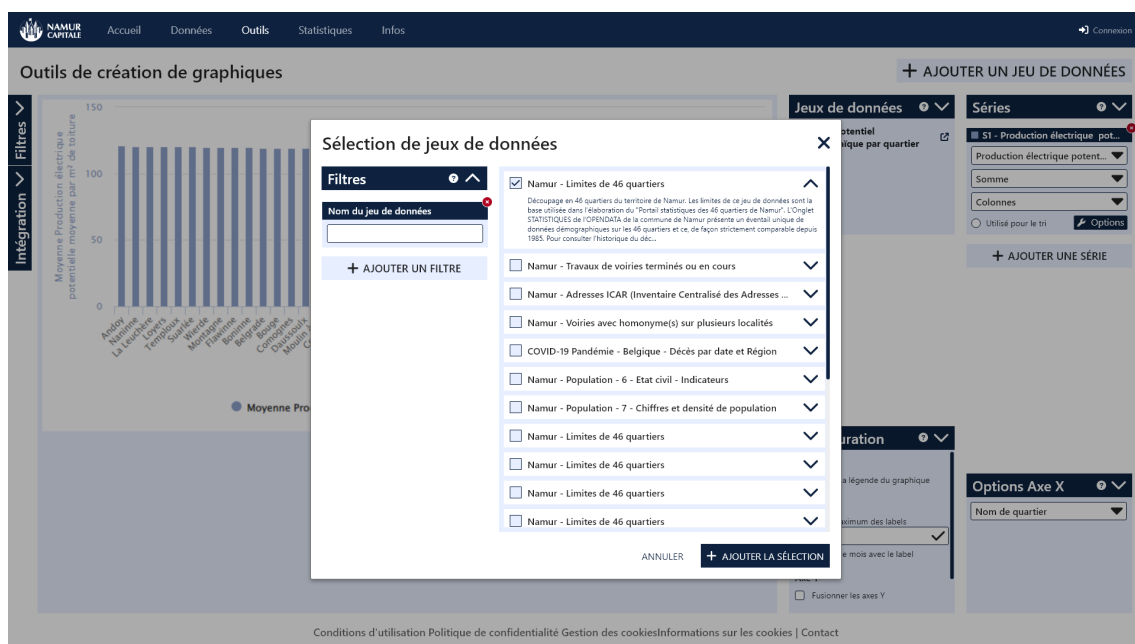 NAMUR
CAPITALE
Accueil
Données
Outils
Statistiques
Infos
Connexion
Outils de création de graphiques
+ AJOUTER UN JEU DE DONNÉES
Filtres
Intégration
Moyenne Production électrique
potentielle moyenne par m² de toiture
150
100
50
0
Andoy
Naninne
La Leuchère
Loyers
Temploux
Suarlée
Wierde
Montagne
Flawinne
Boninne
Belgrade
Bouge
Comognes
Daussoulx
Moulin
Moyenne Pro
Sélection de jeux de données
Filtres
Nom du jeu de données
+ AJOUTER UN FILTRE
Namur - Limites de 46 quartiers
Découpage en 46 quartiers du territoire de Namur. Les limites de ce jeu de données sont la
base utilisée dans l'élaboration du "Portail statistiques des 46 quartiers de Namur". L'Onglet
STATISTIQUES de l'OPENDATA de la commune de Namur présente un éventail unique de
données démographiques sur les 46 quartiers et ce, de façon strictement comparable depuis
1985. Pour consulter l'historique du déc...
Namur - Travaux de voiries terminés ou en cours
Namur - Adresses ICAR (Inventaire Centralisé des Adresses ...
Namur - Voiries avec homonyme(s) sur plusieurs localités
COVID-19 Pandémie - Belgique - Décès par date et Région
Namur - Population - 6 - Etat civil - Indicateurs
Namur - Population - 7 - Chiffres et densité de population
Namur - Limites de 46 quartiers
Namur - Limites de 46 quartiers
Namur - Limites de 46 quartiers
Namur - Limites de 46 quartiers
ANNULER
+ AJOUTER LA SÉLECTION
Jeux de données
otentiel
ïque par quartier
Séries
S1 - Production électrique pot...
Production électrique potent...
Somme
Colonnes
Utilisé pour le tri
Options
+ AJOUTER UNE SÉRIE
uration
a légende du graphique
aximum des labels
e mois avec le label
Axe Y
Fusionner les axes Y
Options Axe X
Nom de quartier
Conditions d'utilisation Politique de confidentialité Gestion des cookiesInformations sur les cookies | Contact